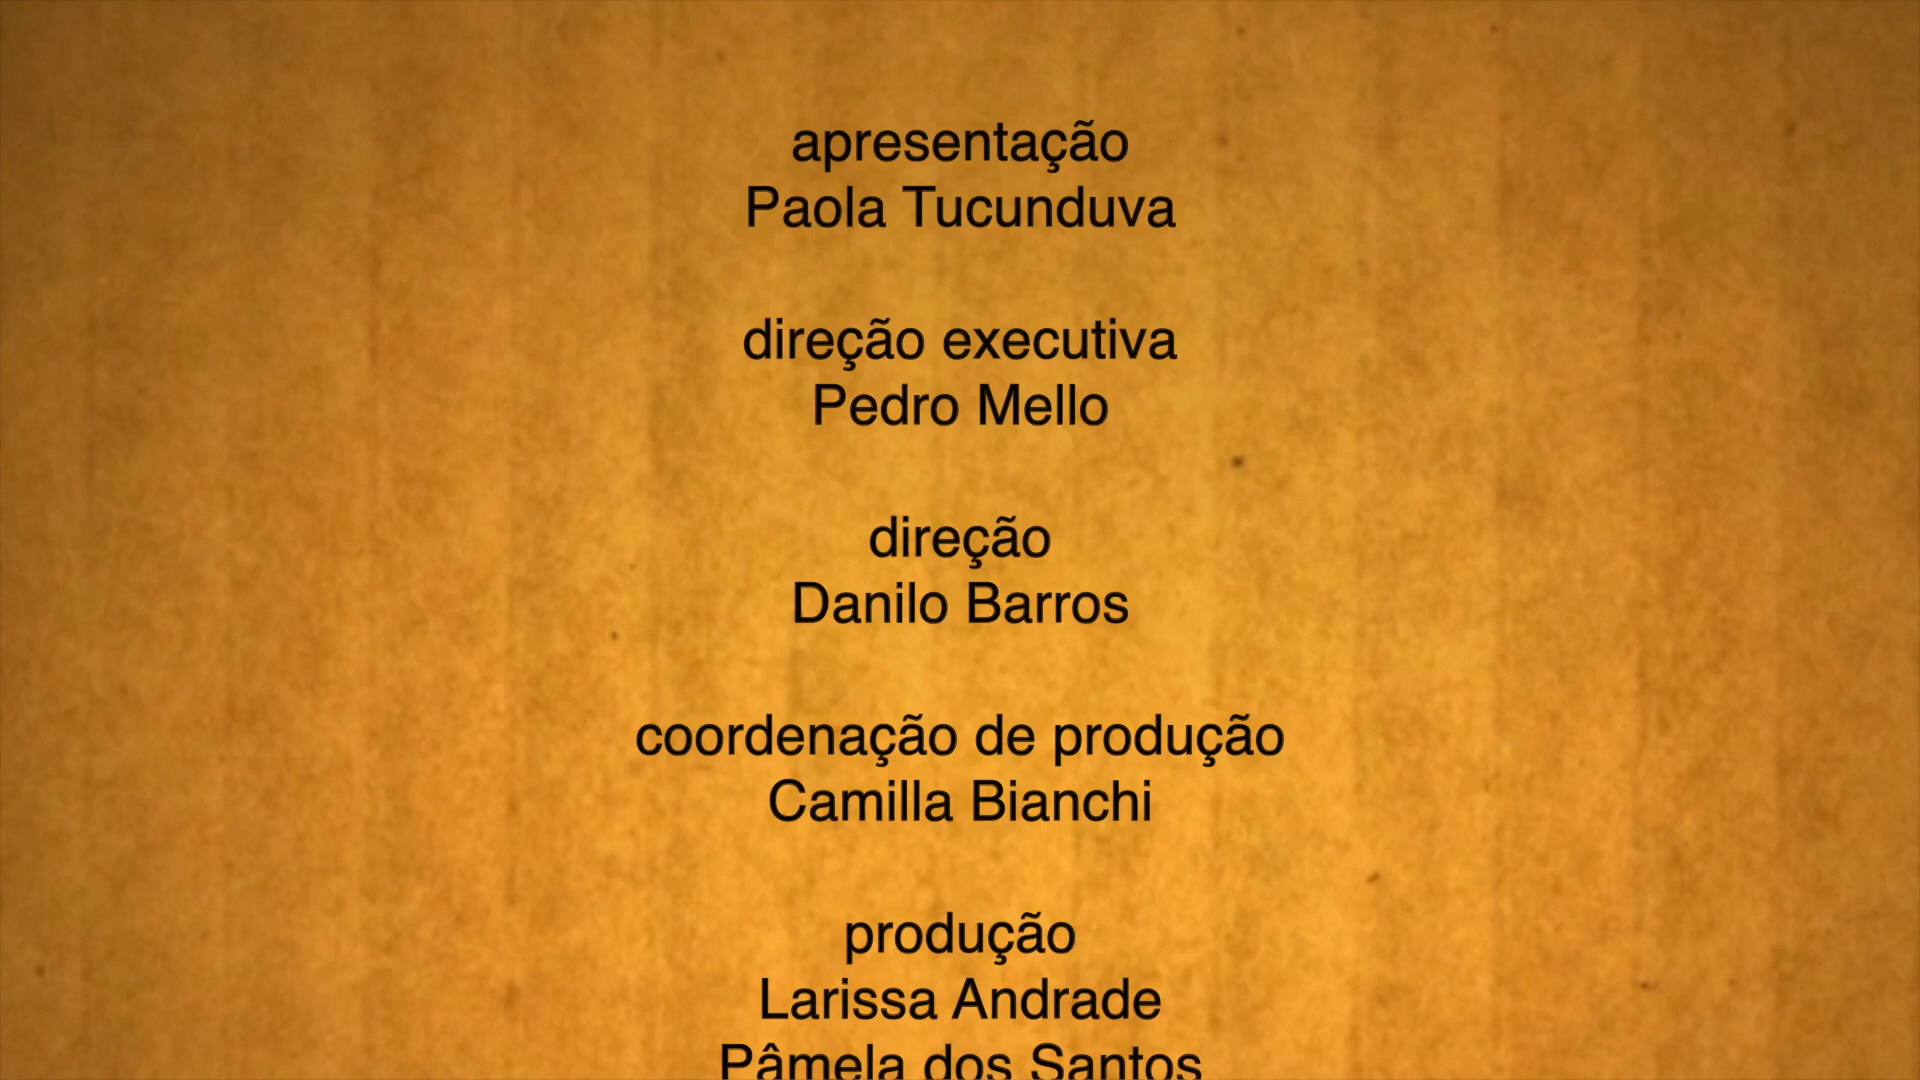 apresentação
Paola Tucunduva
direção executiva
Pedro Mello
direção
Danilo Barros
coordenação de produção
Camilla Bianchi
produção
Larissa Andrade
Pâmela dos Santos